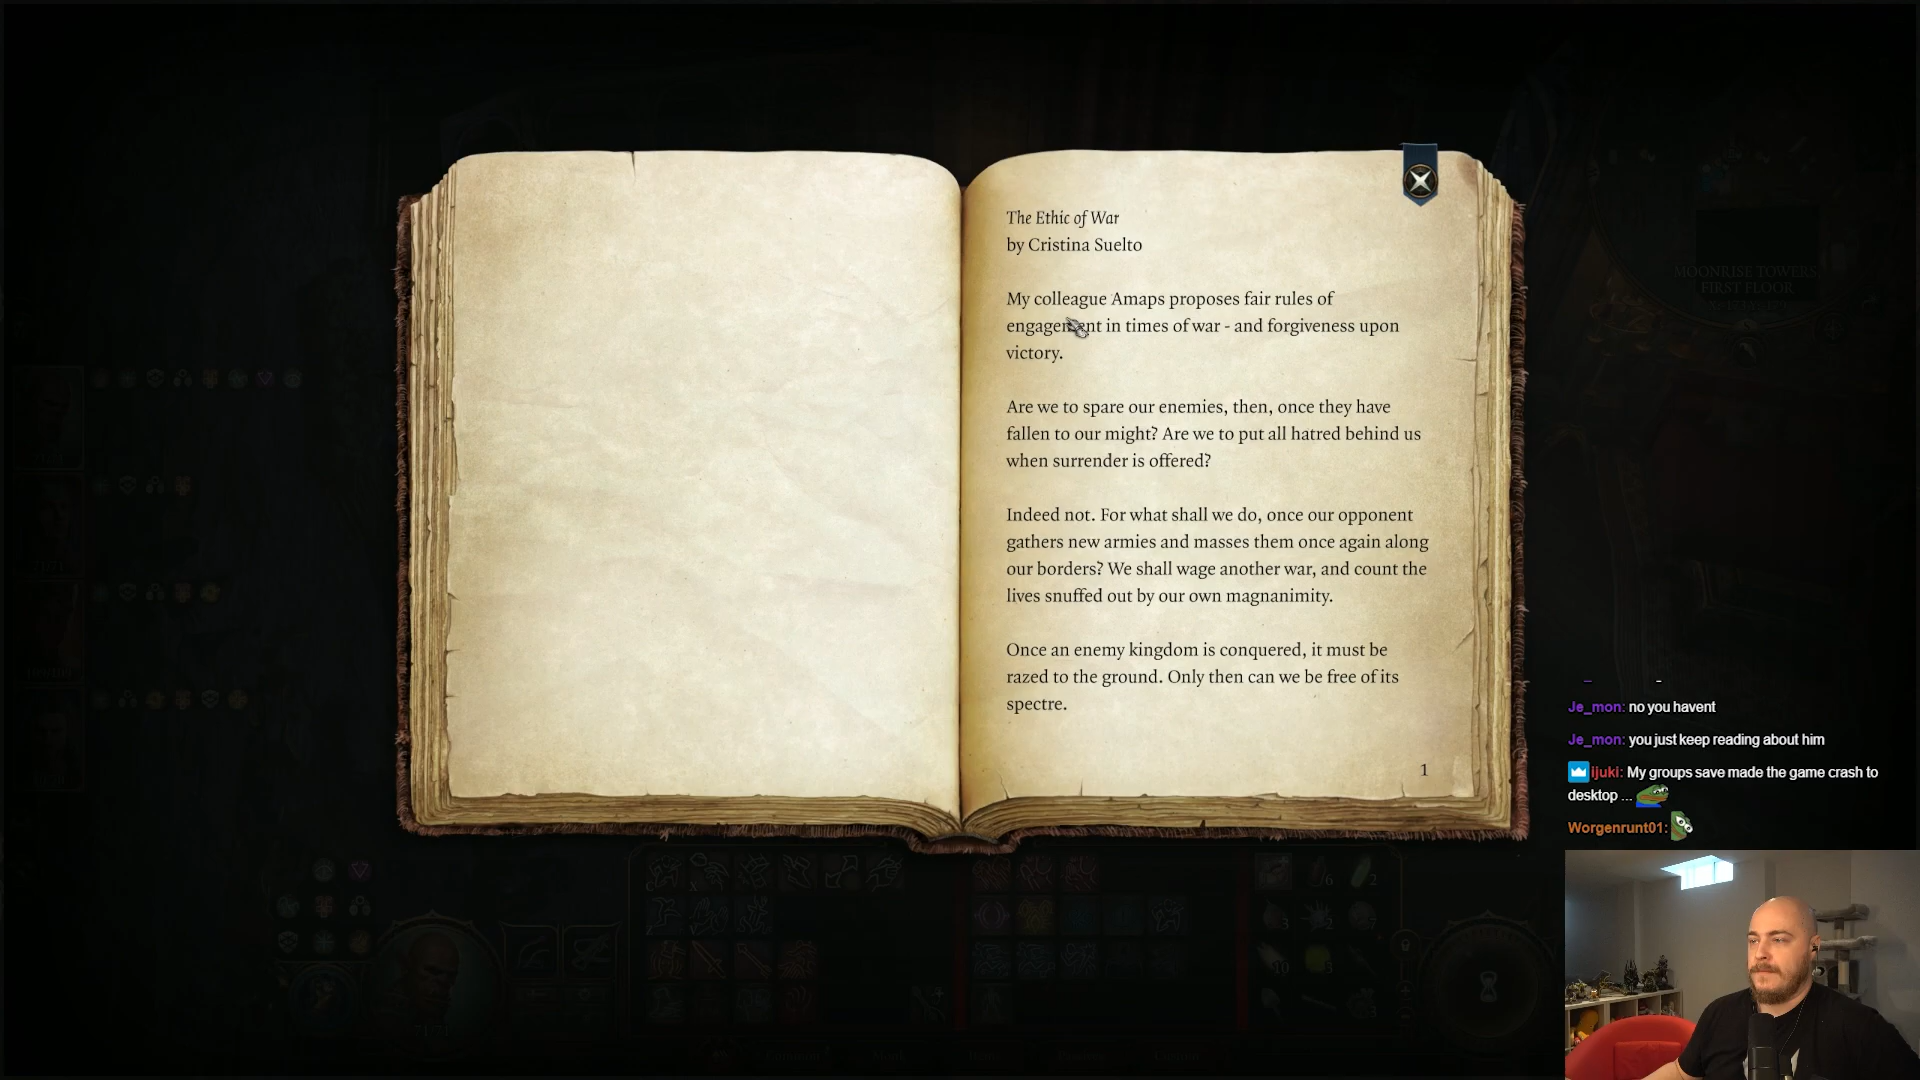 The Ethic of War
by Cristina Suelto
My colleague Amaps proposes fair rules of
engagement in times of war - and forgiveness upon
victory.
Are we to spare our enemies, then, once they have
fallen to our might? Are we to put all hatred behind us
when surrender is offered?
Indeed not. For what shall we do, once our opponent
gathers new armies and masses them once again along
our borders? We shall wage another war, and count the
lives snuffed out by our own magnanimity.
Once an enemy kingdom is conquered, it must be
razed to the ground. Only then can we be free of its
spectre.
1
MOONRISE TOWERS,
FIRST FLOOR
Je_mon: no you havent
Je_mon: you just keep reading about him
ijuki: My groups save made the game crash to
desktop ...
Worgenrunt01: